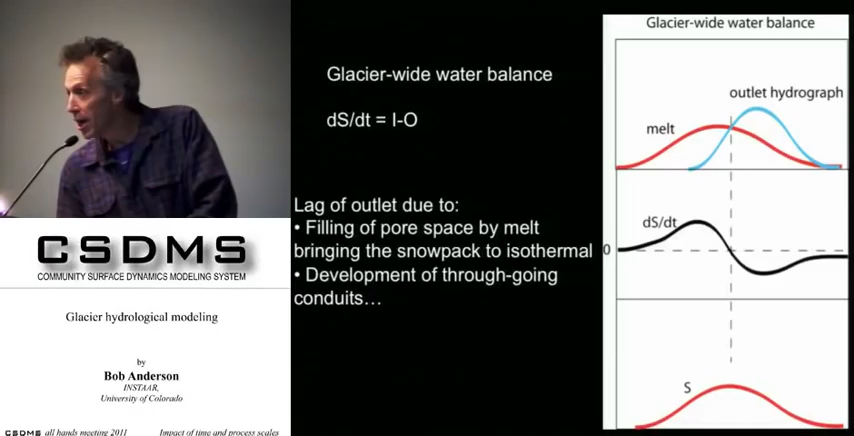 Glacier-wide water balance
dS/dt = I-O
Lag of outlet due to:
• Filling of pore space by melt
bringing the snowpack to isothermal
• Development of through-going
conduits…
Glacier-wide water balance
outlet hydrograph
melt
dS/dt
0
S
CSDMS
COMMUNITY SURFACE DYNAMICS MODELING SYSTEM
Glacier hydrological modeling
by
Bob Anderson
INSTAAR,
University of Colorado
CSDMS all hands meeting 2011 Impact of time and process scales